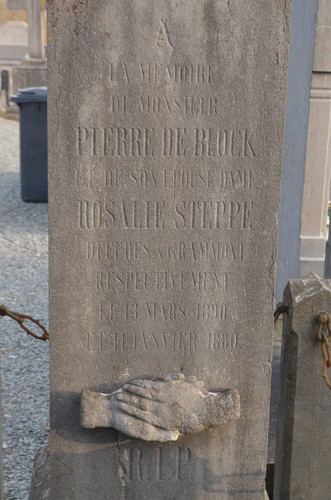 A
LA MEMOIRE
DE MONSIEUR
PIERRE DE BLOCK
ET DE SON EPOUSE DAME
ROSALIE STEPPE
DECEDES A GRAMMONT
RESPECTIVEMENT
LE 13 MARS 1890
ET 11 JANVIER 1880
R.I.P.